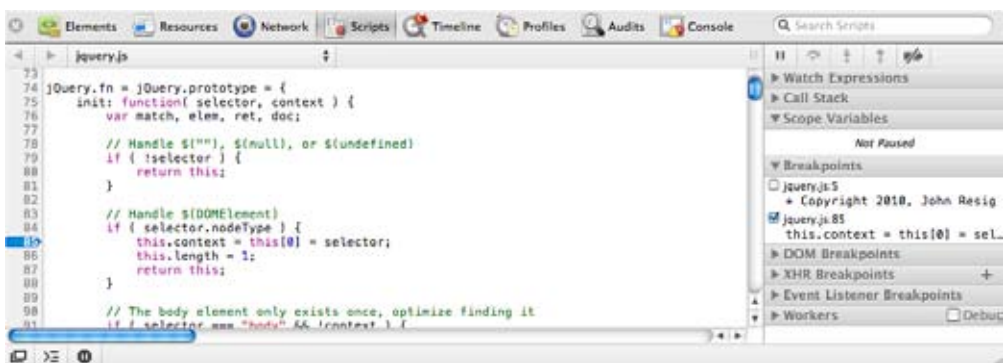 Elements Resources Network Scripts Timeline Profiles Audits Console Search Scripts
jquery.js
73
74 jQuery.fn = jQuery.prototype = {
75 init: function( selector, context ) {
76 var match, elem, ret, doc;
77
78 // Handle $(""), $(null), or $(undefined)
79 if ( !selector ) {
80 return this;
81 }
82
83 // Handle $(DOMElement)
84 if ( selector.nodeType ) {
85 this.context = this[0] = selector;
86 this.length = 1;
87 return this;
88 }
89
90 // The body element only exists once, optimize finding it
91 if ( selector === "body" && !context ) {
Watch Expressions
Call Stack
Scope Variables
Not Paused
Breakpoints
jquery.js:5
* Copyright 2010, John Resig
jquery.js:85
this.context = this[0] = sel…
DOM Breakpoints
XHR Breakpoints +
Event Listener Breakpoints
Workers Debug